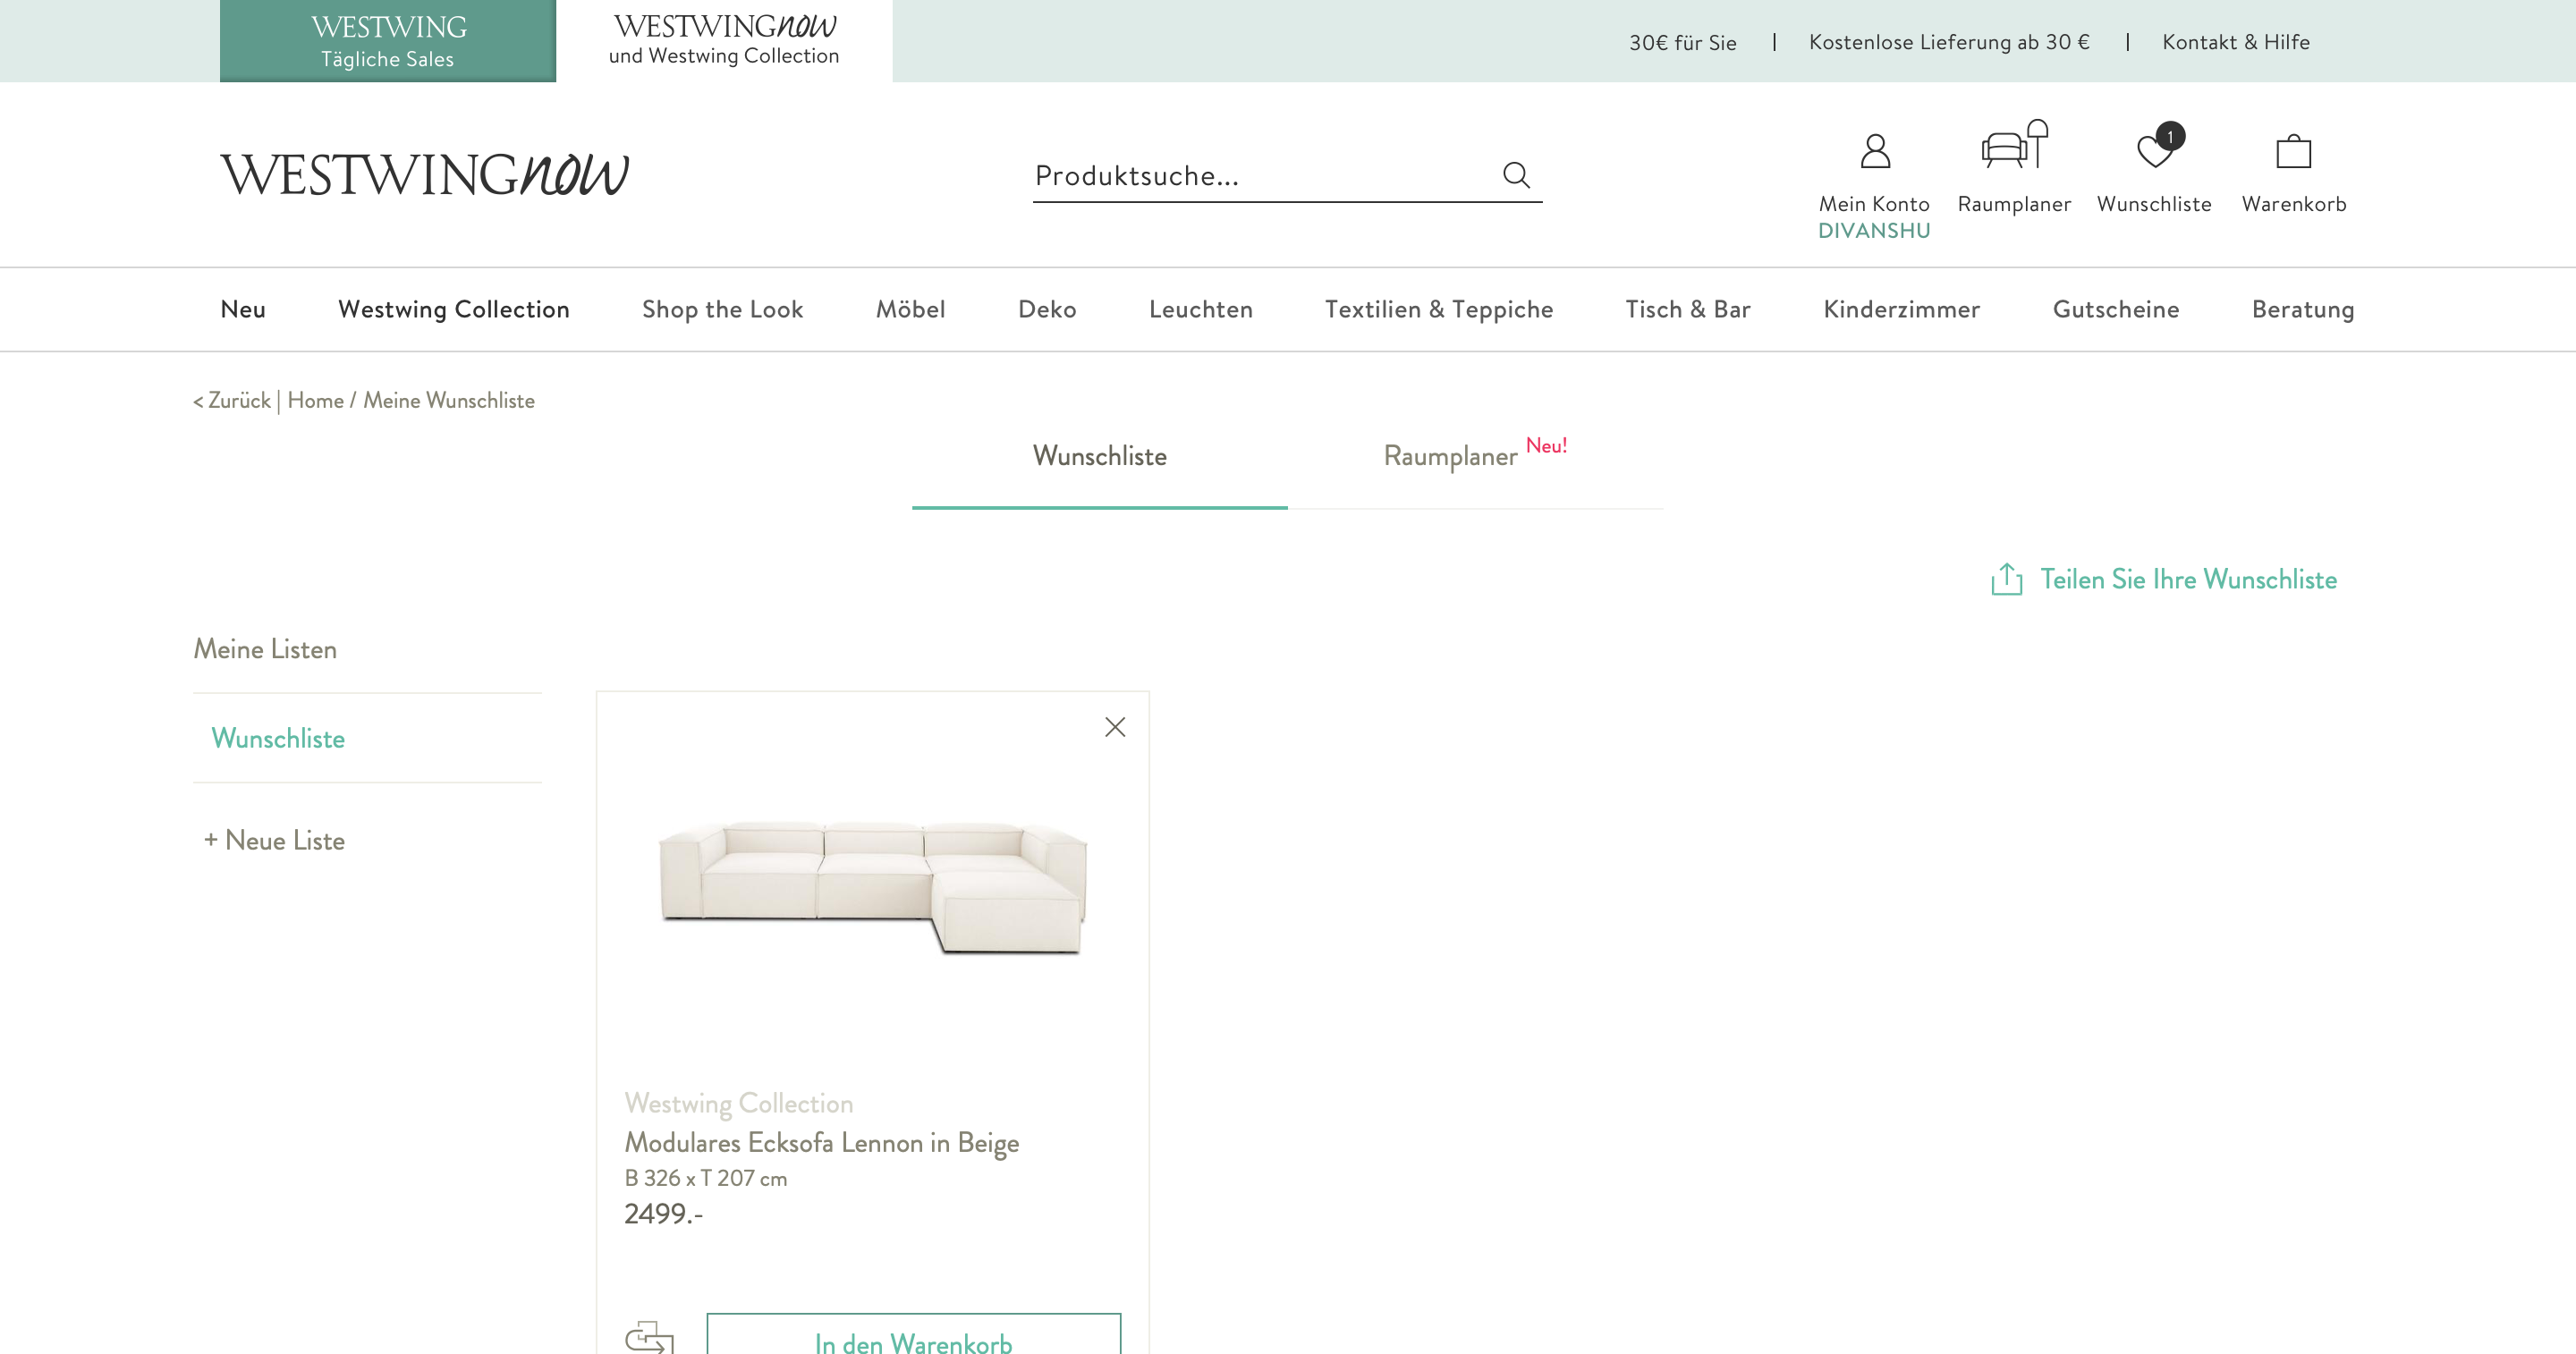 WESTWING
Tägliche Sales
WESTWINGnow
und Westwing Collection
30€ für Sie | Kostenlose Lieferung ab 30 € | Kontakt & Hilfe
WESTWINGnow
Produktsuche...
1
Mein Konto
DIVANSHU
Raumplaner
Wunschliste
Warenkorb
Neu Westwing Collection Shop the Look Möbel Deko Leuchten Textilien & Teppiche Tisch & Bar Kinderzimmer Gutscheine Beratung
< Zurück | Home / Meine Wunschliste
Wunschliste
Raumplaner Neu!
Teilen Sie Ihre Wunschliste
Meine Listen
Wunschliste
+ Neue Liste
Westwing Collection
Modulares Ecksofa Lennon in Beige
B 326 x T 207 cm
2499.-
In den Warenkorb